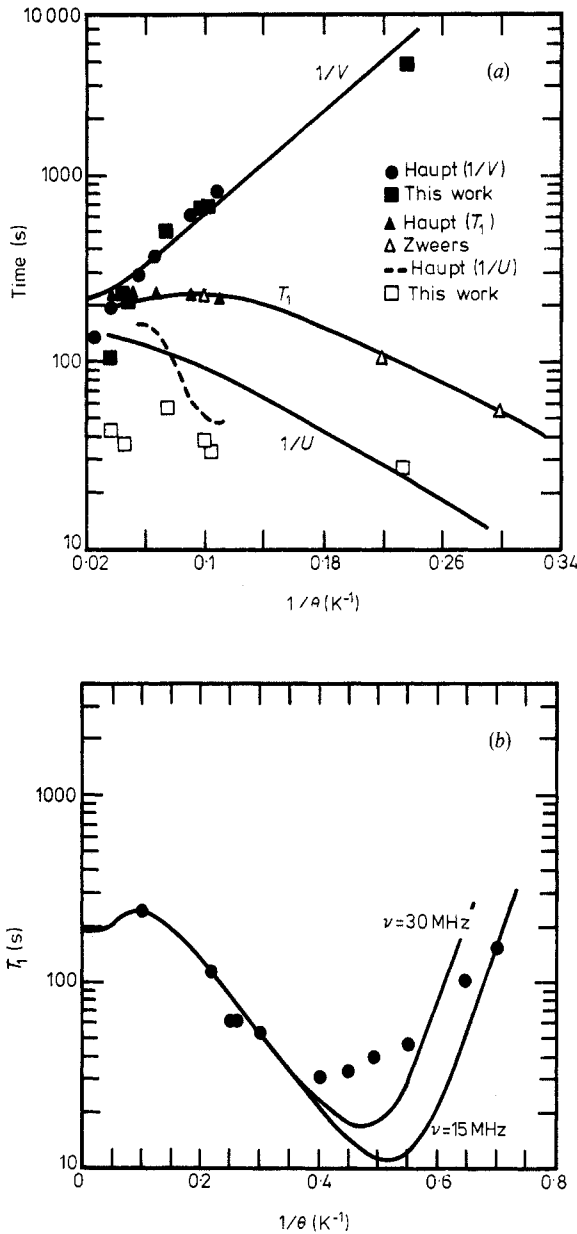 10 000
(a)
1/V
● Haupt (1/V)
1000
■ This work
▲ Haupt (T₁)
△ Zweers
--- Haupt (1/U)
□ This work
Time (s)
T₁
100
1/U
10
0.02 0.1 0.18 0.26 0.34
1/θ (K⁻¹)
(b)
1000
ν=30 MHz
T₁ (s)
100
ν=15 MHz
10
0 0.2 0.4 0.6 0.8
1/θ (K⁻¹)